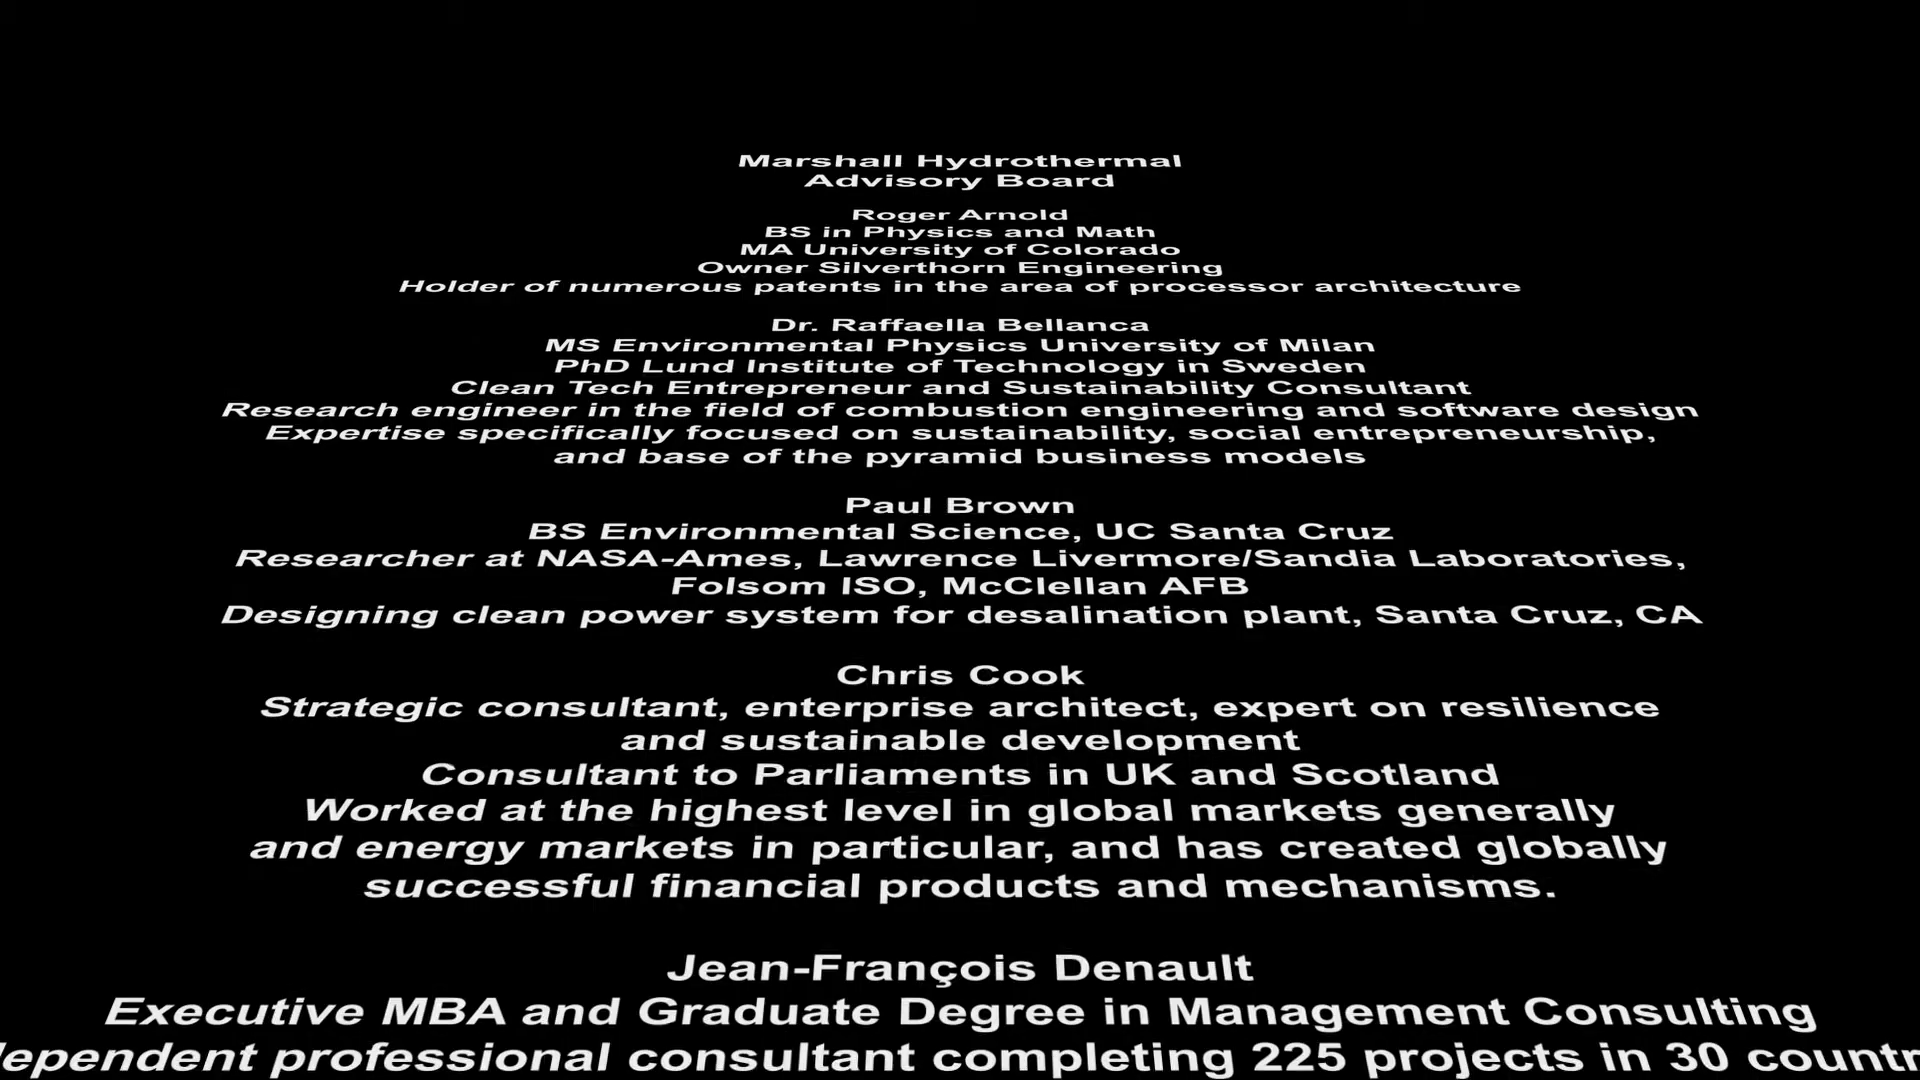 Marshall Hydrothermal
Advisory Board
Roger Arnold
BS in Physics and Math
MA University of Colorado
Owner Silverthorn Engineering
Holder of numerous patents in the area of processor architecture
Dr. Raffaella Bellanca
MS Environmental Physics University of Milan
PhD Lund Institute of Technology in Sweden
Clean Tech Entrepreneur and Sustainability Consultant
Research engineer in the field of combustion engineering and software design
Expertise specifically focused on sustainability, social entrepreneurship,
and base of the pyramid business models
Paul Brown
BS Environmental Science, UC Santa Cruz
Researcher at NASA-Ames, Lawrence Livermore/Sandia Laboratories,
Folsom ISO, McClellan AFB
Designing clean power system for desalination plant, Santa Cruz, CA
Chris Cook
Strategic consultant, enterprise architect, expert on resilience
and sustainable development
Consultant to Parliaments in UK and Scotland
Worked at the highest level in global markets generally
and energy markets in particular, and has created globally
successful financial products and mechanisms.
Jean-François Denault
Executive MBA and Graduate Degree in Management Consulting
professional consultant completing 225 projects in 30